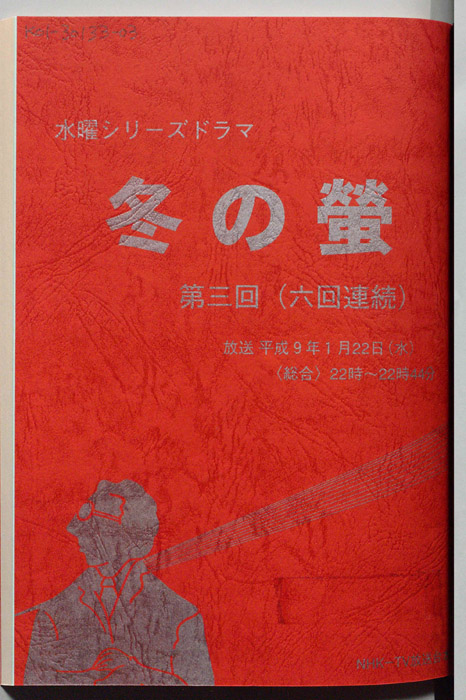 水曜シリーズドラマ
冬の螢
第三回（六回連続）
放送 平成9年1月22日(水)
（総合）22時〜22時44分